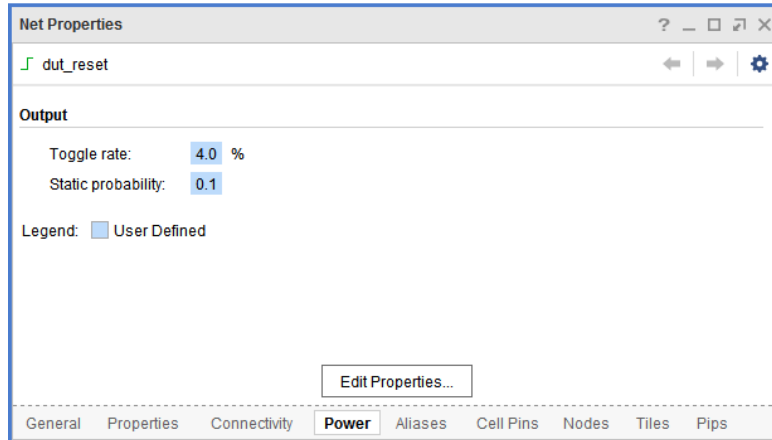 Net Properties
dut_reset
Output
Toggle rate: 4.0 %
Static probability: 0.1
Legend: User Defined
Edit Properties...
General Properties Connectivity Power Aliases Cell Pins Nodes Tiles Pips